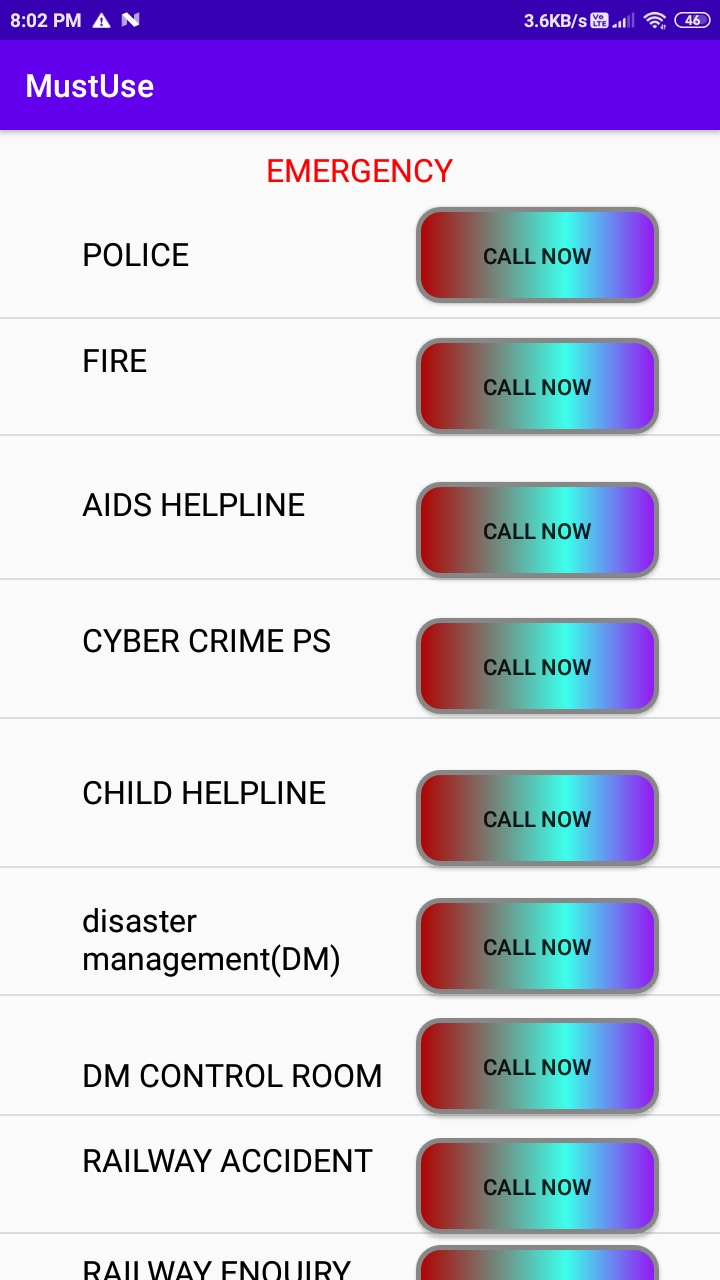 8:02 PM 3.6KB/s Vo LTE 46
MustUse
EMERGENCY
POLICE CALL NOW
FIRE CALL NOW
AIDS HELPLINE CALL NOW
CYBER CRIME PS CALL NOW
CHILD HELPLINE CALL NOW
disaster
management(DM) CALL NOW
DM CONTROL ROOM CALL NOW
RAILWAY ACCIDENT CALL NOW
RAILWAY ENQUIRY